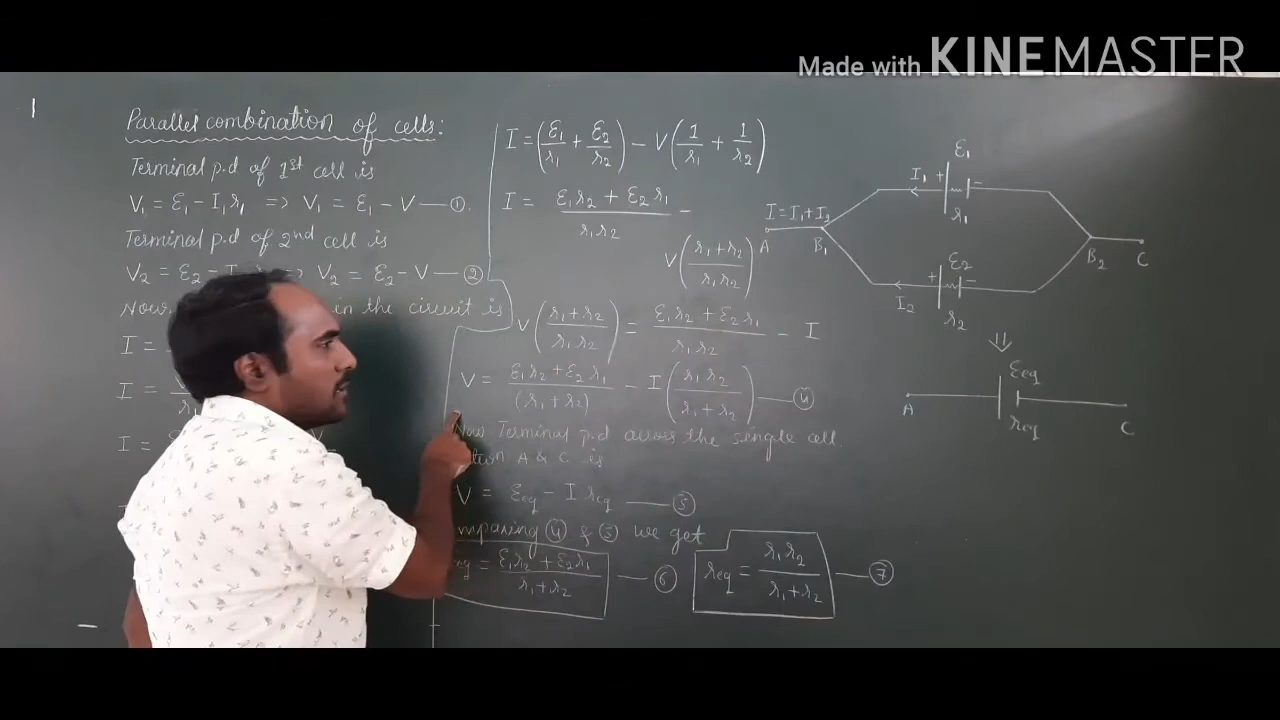 Made with KINEMASTER
Parallel combination of cells:
Terminal p.d of 1st cell is
V₁ = ε₁ - I₁r₁ => V₁ = ε₁ - V — ①
Terminal p.d of 2nd cell is
V₂ = ε₂ - => V₂ = ε₂ - V — ②
Now in the circuit is
I =
I =
I =
I = (ε₁/r₁ + ε₂/r₂) - V(1/r₁ + 1/r₂)
I = (ε₁r₂ + ε₂r₁)/(r₁r₂) -
V((r₁+r₂)/(r₁r₂))
V((r₁+r₂)/(r₁r₂)) = (ε₁r₂ + ε₂r₁)/(r₁r₂) - I
V = (ε₁r₂ + ε₂r₁)/(r₁+r₂) - I((r₁r₂)/(r₁+r₂)) — ④
Now Terminal p.d across the single cell
A & C is
V = εeq - I req — ⑤
mparing ④ & ⑤ we get
eq = (ε₁r₂ + ε₂r₁)/(r₁+r₂) — ⑥
req = (r₁r₂)/(r₁+r₂) — ⑦
ε₁
I₁ + -
r₁
I = I₁ + I₂
A B₁
B₂ C
ε₂
+ -
I₂ r₂
⇓
εeq
A
req C